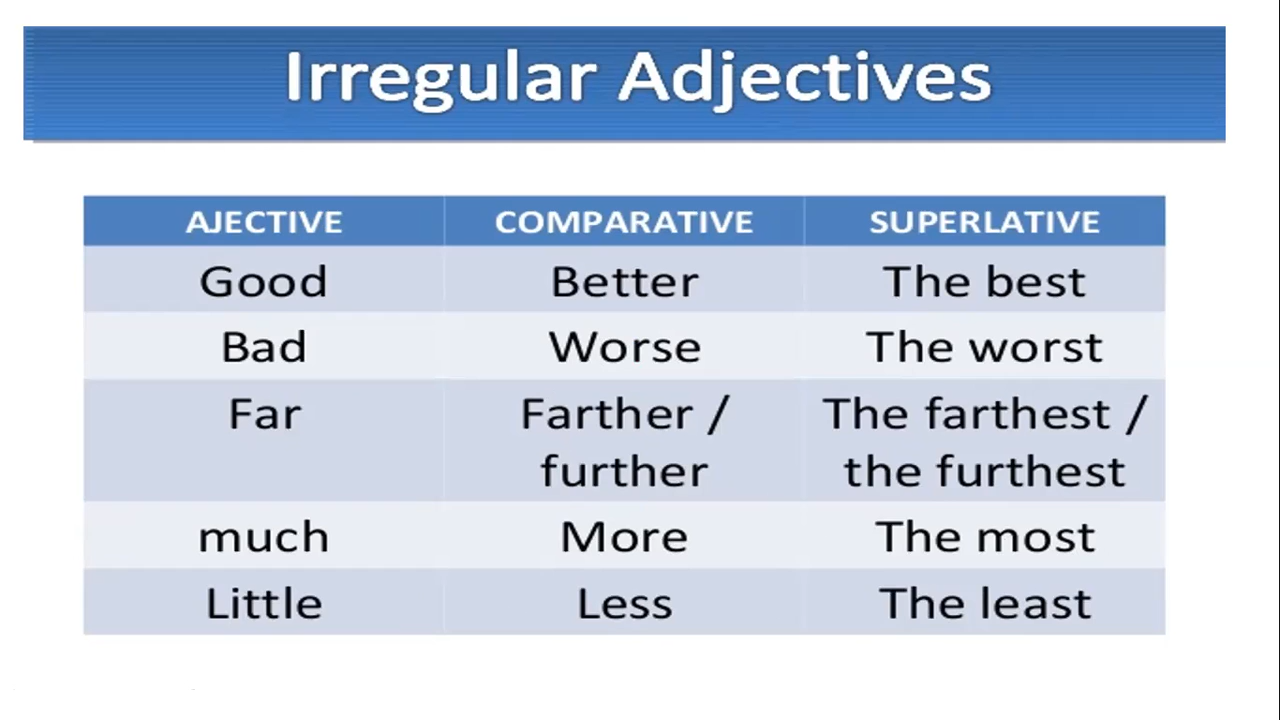 Irregular Adjectives
AJECTIVE COMPARATIVE SUPERLATIVE
Good Better The best
Bad Worse The worst
Far Farther / The farthest /
further the furthest
much More The most
Little Less The least